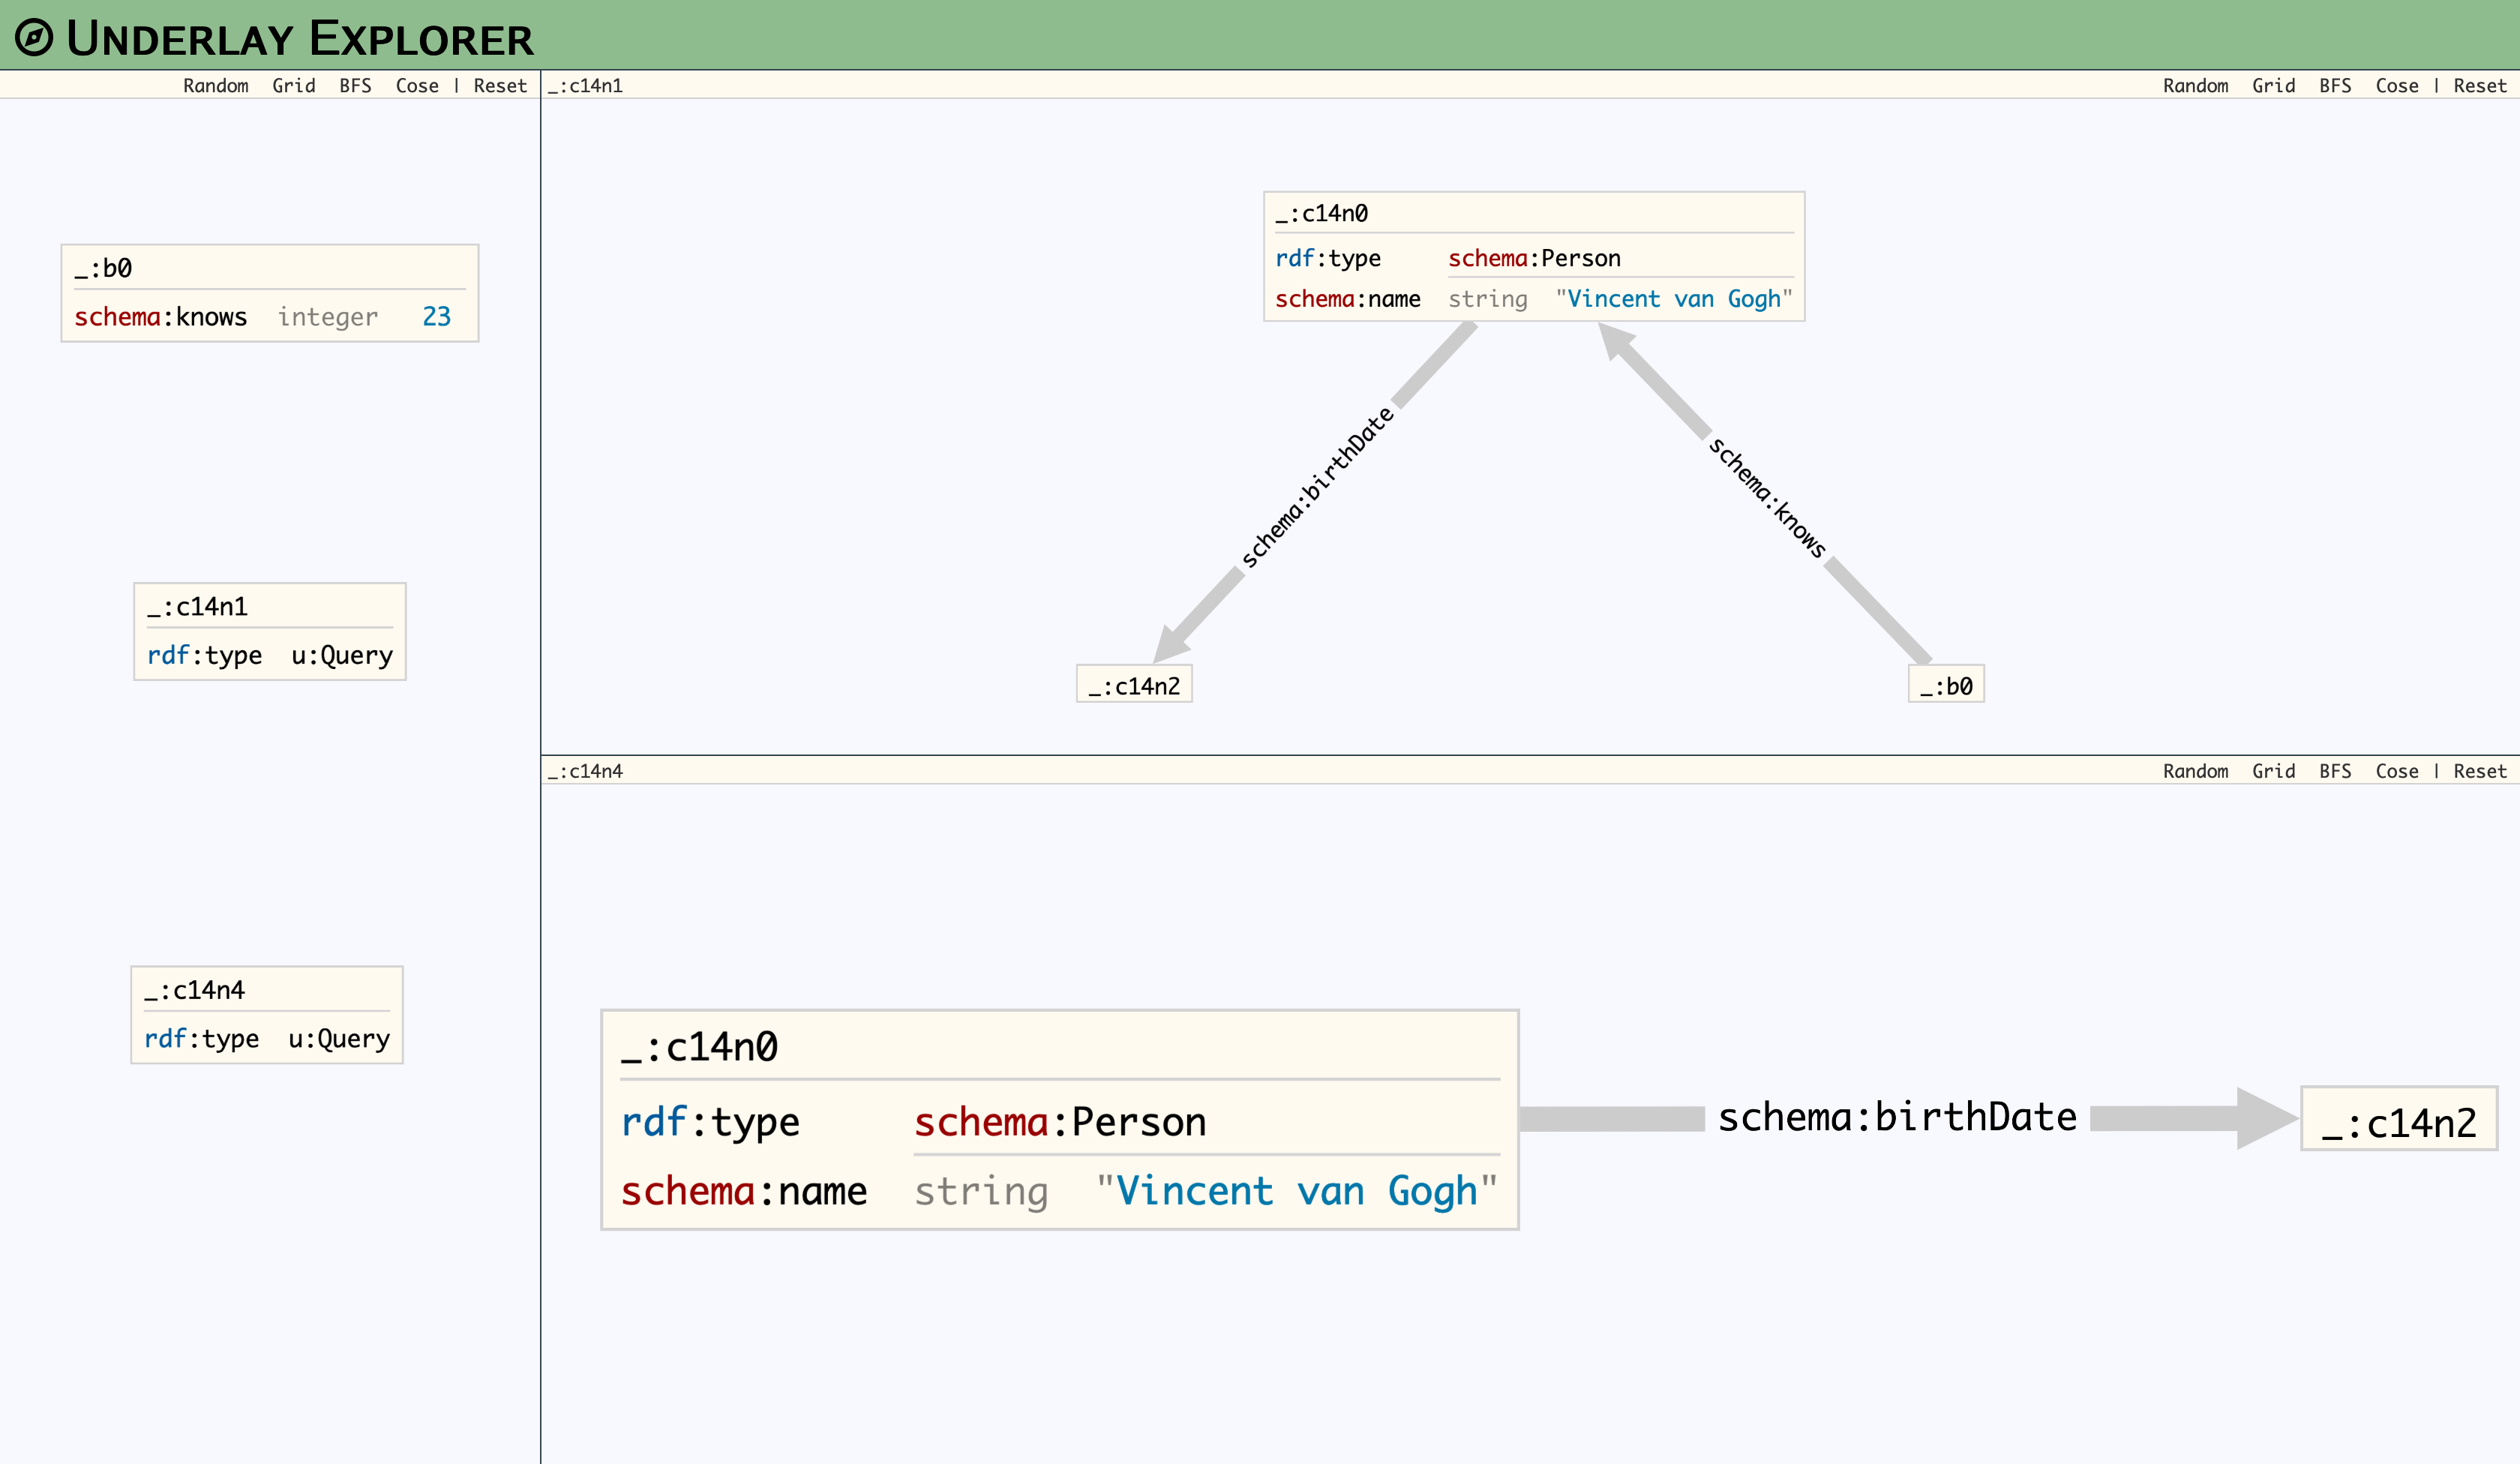 UNDERLAY EXPLORER
Random Grid BFS Cose | Reset
_:b0
schema:knows integer 23
_:c14n1
rdf:type u:Query
_:c14n4
rdf:type u:Query
_:c14n1 Random Grid BFS Cose | Reset
_:c14n0
rdf:type schema:Person
schema:name string "Vincent van Gogh"
schema:birthDate
schema:knows
_:c14n2
_:b0
_:c14n4 Random Grid BFS Cose | Reset
_:c14n0
rdf:type schema:Person
schema:name string "Vincent van Gogh"
schema:birthDate
_:c14n2